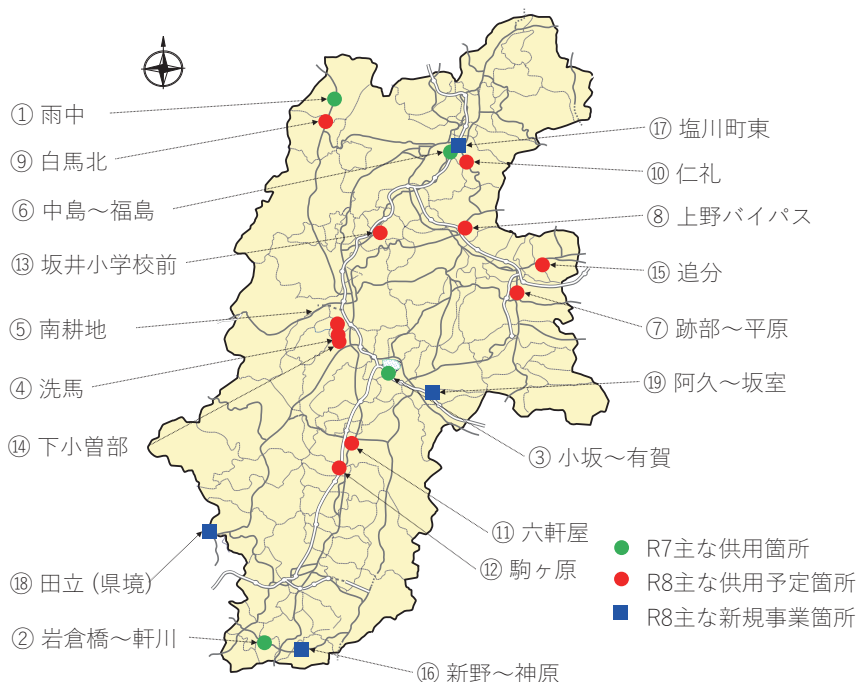 ① 雨中
⑨ 白馬北
⑥ 中島～福島
⑬ 坂井小学校前
⑤ 南耕地
④ 洗馬
⑭ 下小曽部
⑱ 田立 (県境)
② 岩倉橋～軒川
⑰ 塩川町東
⑩ 仁礼
⑧ 上野バイパス
⑮ 追分
⑦ 跡部～平原
⑲ 阿久～坂室
③ 小坂～有賀
⑪ 六軒屋
⑫ 駒ヶ原
⑯ 新野～神原
R7主な供用箇所
R8主な供用予定箇所
R8主な新規事業箇所